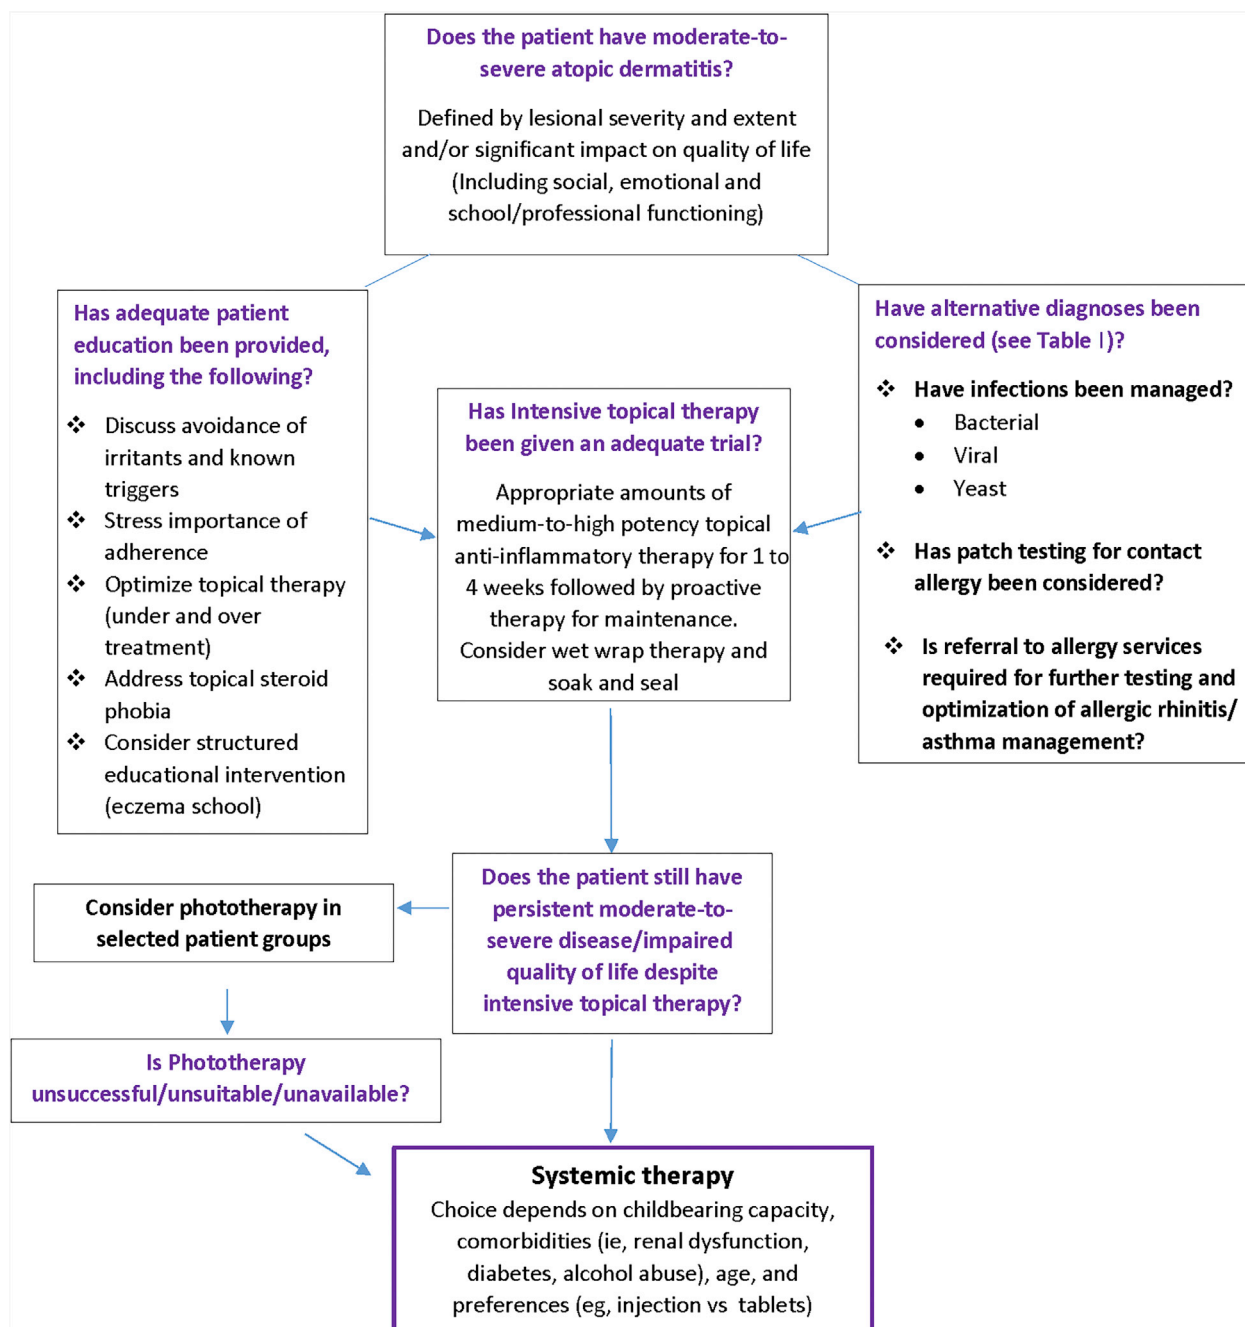 Does the patient have moderate-to-
severe atopic dermatitis?
Defined by lesional severity and extent
and/or significant impact on quality of life
(Including social, emotional and
school/professional functioning)
Has adequate patient
education been provided,
including the following?
❖ Discuss avoidance of
irritants and known
triggers
❖ Stress importance of
adherence
❖ Optimize topical therapy
(under and over
treatment)
❖ Address topical steroid
phobia
❖ Consider structured
educational intervention
(eczema school)
Has Intensive topical therapy
been given an adequate trial?
Appropriate amounts of
medium-to-high potency topical
anti-inflammatory therapy for 1 to
4 weeks followed by proactive
therapy for maintenance.
Consider wet wrap therapy and
soak and seal
Have alternative diagnoses been
considered (see Table I)?
❖ Have infections been managed?
• Bacterial
• Viral
• Yeast
❖ Has patch testing for contact
allergy been considered?
❖ Is referral to allergy services
required for further testing and
optimization of allergic rhinitis/
asthma management?
Does the patient still have
persistent moderate-to-
severe disease/impaired
quality of life despite
intensive topical therapy?
Consider phototherapy in
selected patient groups
Is Phototherapy
unsuccessful/unsuitable/unavailable?
Systemic therapy
Choice depends on childbearing capacity,
comorbidities (ie, renal dysfunction,
diabetes, alcohol abuse), age, and
preferences (eg, injection vs tablets)